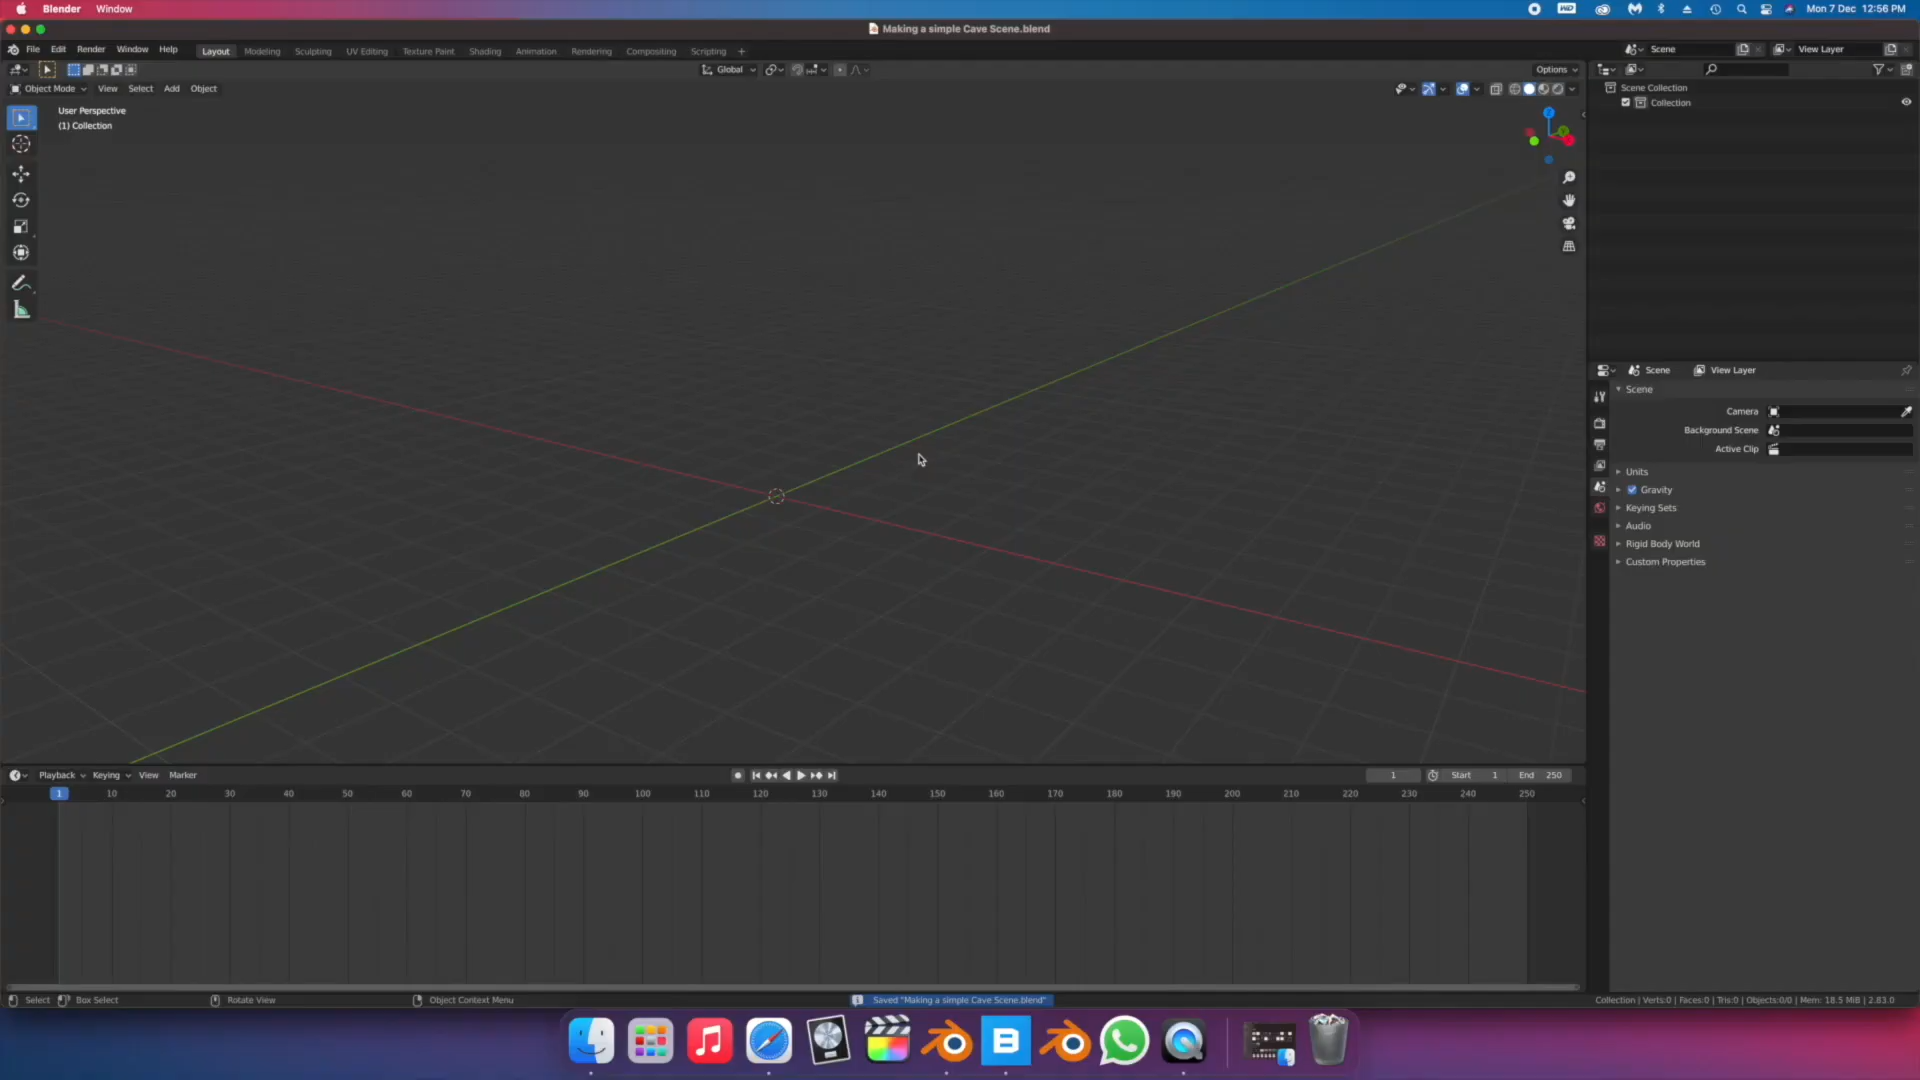 Blender Window
Mon 7 Dec 12:56 PM
Making a simple Cave Scene.blend
File Edit Render Window Help
Layout Modeling Sculpting UV Editing Texture Paint Shading Animation Rendering Compositing Scripting +
Scene
View Layer
Global
Options
Object Mode View Select Add Object
User Perspective
(1) Collection
Z
Scene Collection
Collection
Scene View Layer
Scene
Camera
Background Scene
Active Clip
Units
Gravity
Keying Sets
Audio
Rigid Body World
Custom Properties
Playback Keying View Marker
1 Start 1 End 250
1 10 20 30 40 50 60 70 80 90 100 110 120 130 140 150 160 170 180 190 200 210 220 230 240 250
Select Box Select Rotate View Object Context Menu
Saved "Making a simple Cave Scene.blend"
Collection | Verts:0 | Faces:0 | Tris:0 | Objects:0/0 | Mem: 18.5 MiB | 2.83.0